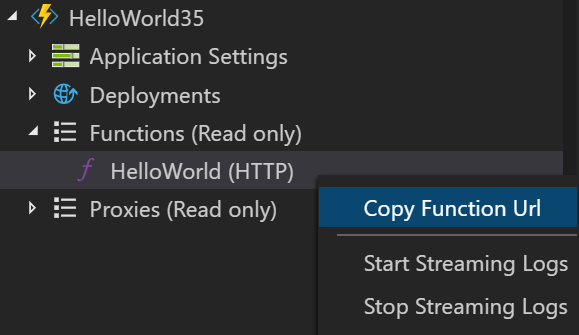 HelloWorld35
Application Settings
Deployments
Functions (Read only)
HelloWorld (HTTP)
Proxies (Read only)
Copy Function Url
Start Streaming Logs
Stop Streaming Logs